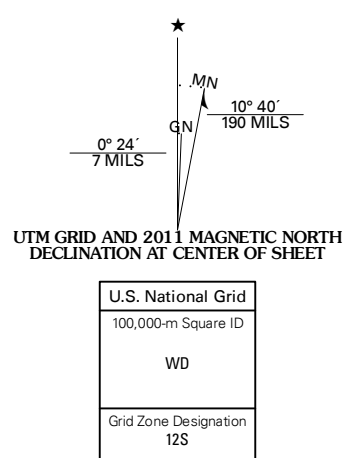 ★
MN
GN
10° 40´
190 MILS
0° 24´
7 MILS
UTM GRID AND 2011 MAGNETIC NORTH
DECLINATION AT CENTER OF SHEET
U.S. National Grid
100,000-m Square ID
WD
Grid Zone Designation
12S